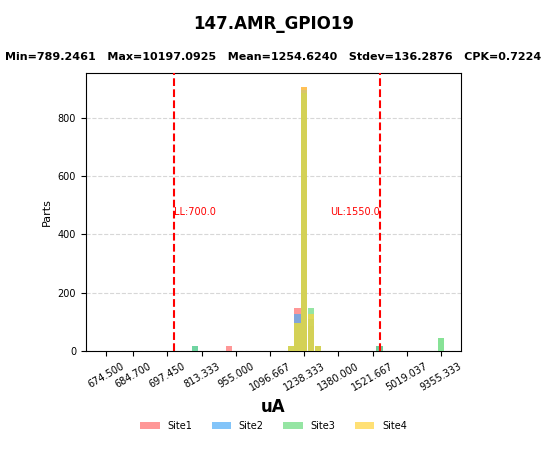 147.AMR_GPIO19
Min=789.2461 Max=10197.0925 Mean=1254.6240 Stdev=136.2876 CPK=0.7224
800
600
400
200
0
Parts
LL:700.0
UL:1550.0
674.500
684.700
697.450
813.333
955.000
1096.667
1238.333
1380.000
1521.667
5019.037
9355.333
uA
Site1 Site2 Site3 Site4